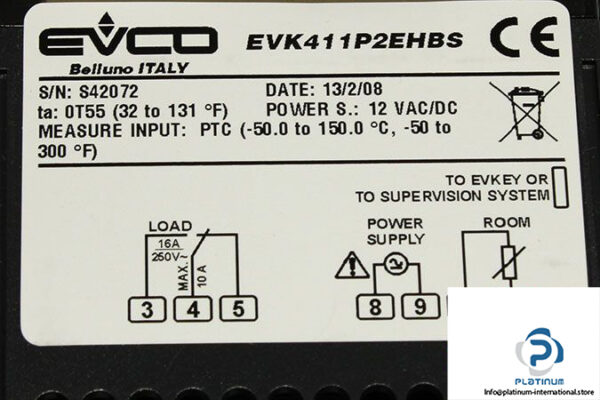 EVCO
EVK411P2EHBS
CE
Belluno ITALY
S/N: S42072
DATE: 13/2/08
ta: 0T55 (32 to 131 °F)
POWER S.: 12 VAC/DC
MEASURE INPUT: PTC (-50.0 to 150.0 °C, -50 to
300 °F)
TO EVKEY OR
TO SUPERVISION SYSTEM
LOAD
16A
250V~
MAX.
10 A
POWER
SUPPLY
ROOM
3
4
5
8
9
PLATINUM
Info@platinum-international.store